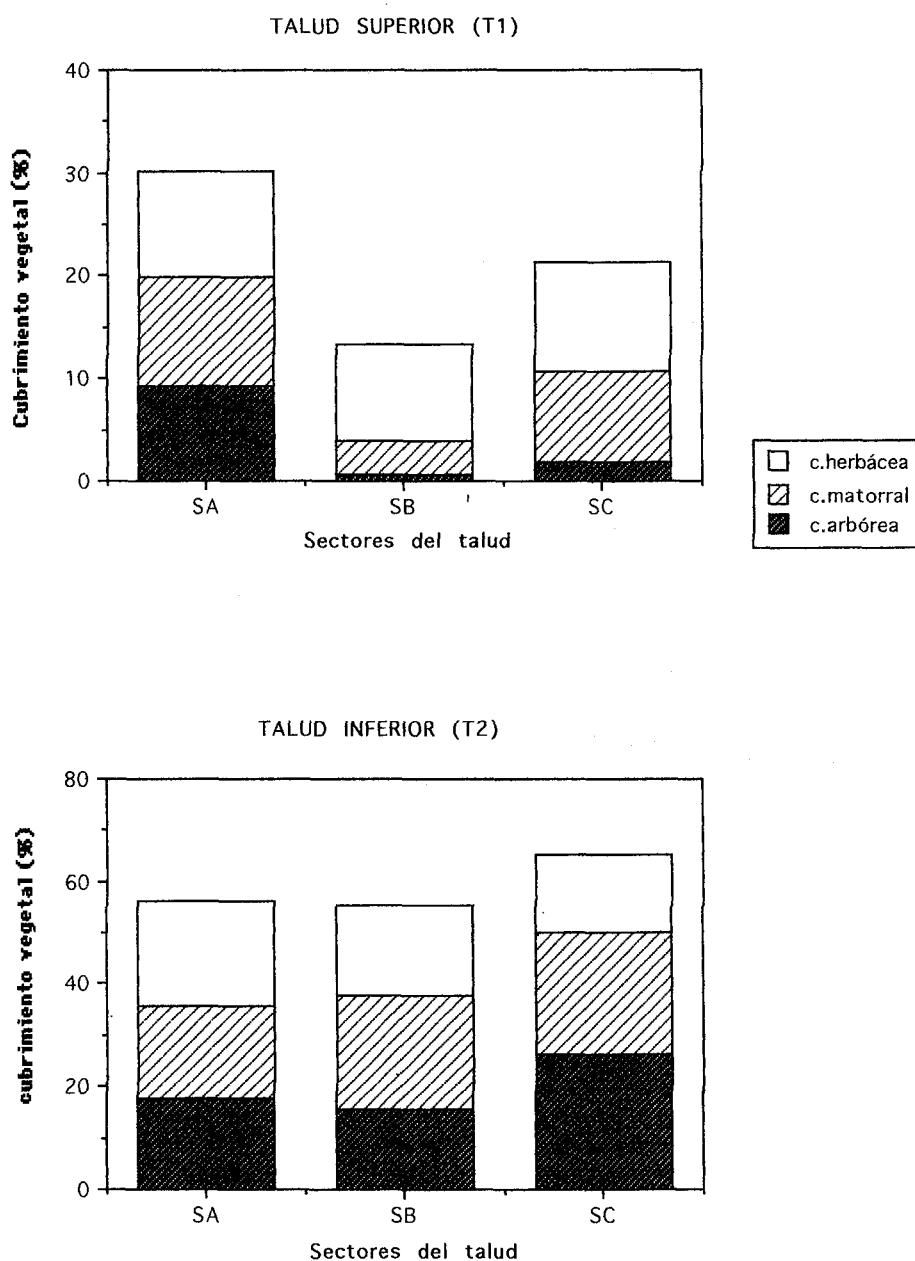 TALUD SUPERIOR (T1)
Cubrimiento vegetal (%)
40
30
20
10
0
SA
SB
SC
Sectores del talud
c.herbácea
c.matorral
c.arbórea
TALUD INFERIOR (T2)
cubrimiento vegetal (%)
80
60
40
20
0
SA
SB
SC
Sectores del talud